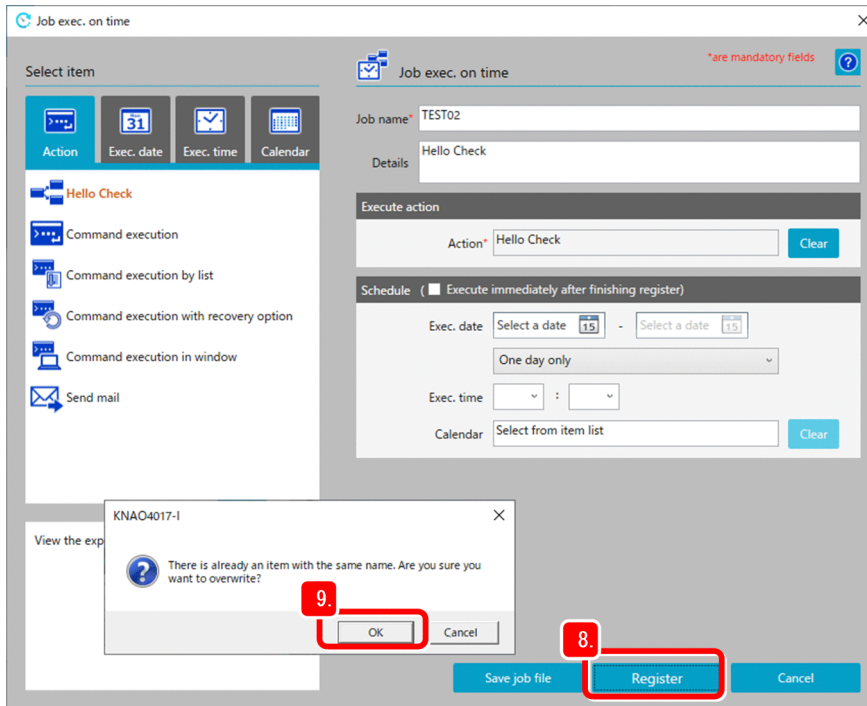 Job exec. on time
Select item
Action
Exec. date
Exec. time
Calendar
31
Hello Check
Command execution
Command execution by list
Command execution with recovery option
Command execution in window
Send mail
View the exp
Job exec. on time
*are mandatory fields
?
Job name* TEST02
Details Hello Check
Execute action
Action* Hello Check Clear
Schedule ( Execute immediately after finishing register)
Exec. date Select a date 15 - Select a date 15
One day only
Exec. time :
Calendar Select from item list Clear
KNAO4017-I
There is already an item with the same name. Are you sure you
want to overwrite?
9.
OK Cancel
8.
Save job file Register Cancel